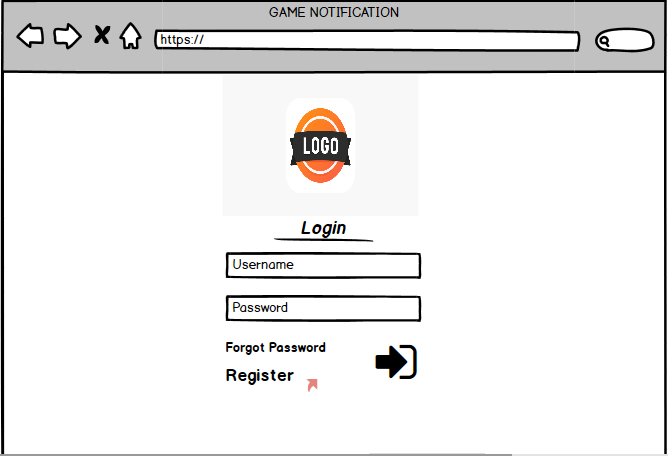 GAME NOTIFICATION
https://
LOGO
Login
Username
Password
Forgot Password
Register